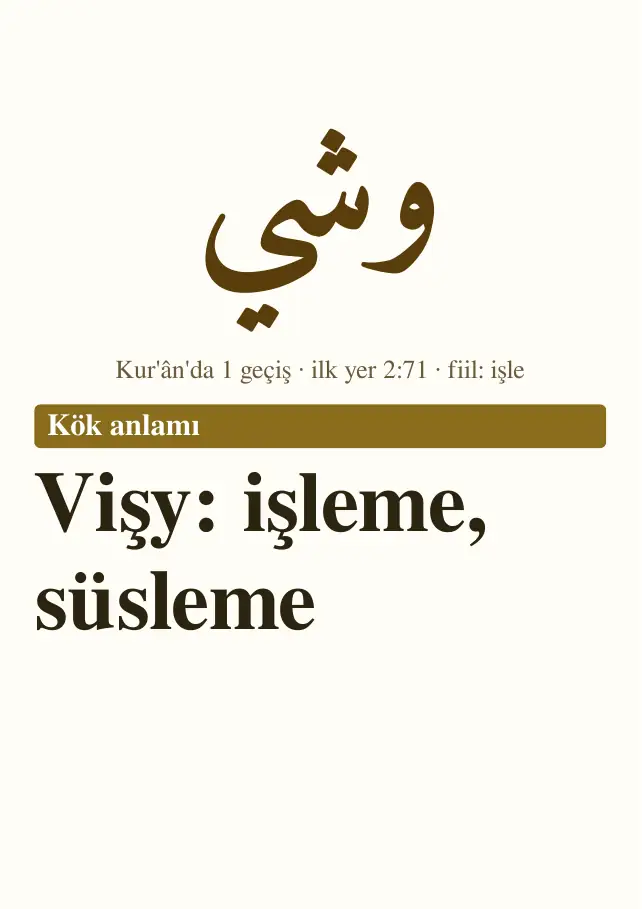 وشي
Kur'ân'da 1 geçiş · ilk yer 2:71 · fiil: işle
Kök anlamı
Vişy: işleme,
süsleme